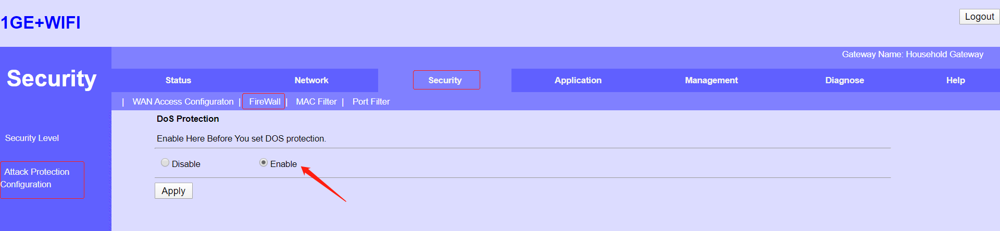 1GE+WIFI
Logout
Gateway Name: Household Gateway
Security
Status Network Security Application Management Diagnose Help
| WAN Access Configuraton | FireWall | MAC Filter | Port Filter
DoS Protection
Enable Here Before You set DOS protection.
Security Level
Disable Enable
Attack Protection
Configuration
Apply